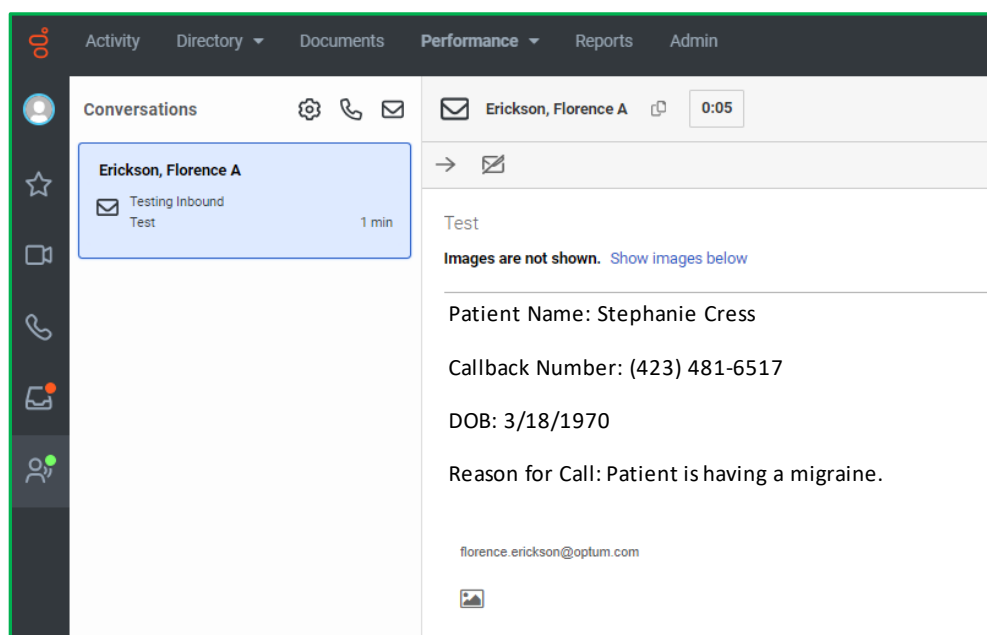 Activity Directory Documents Performance Reports Admin
Conversations
Erickson, Florence A 0:05
Erickson, Florence A
Testing Inbound
Test 1 min
Test
Images are not shown. Show images below
Patient Name: Stephanie Cress
Callback Number: (423) 481-6517
DOB: 3/18/1970
Reason for Call: Patient is having a migraine.
florence.erickson@optum.com